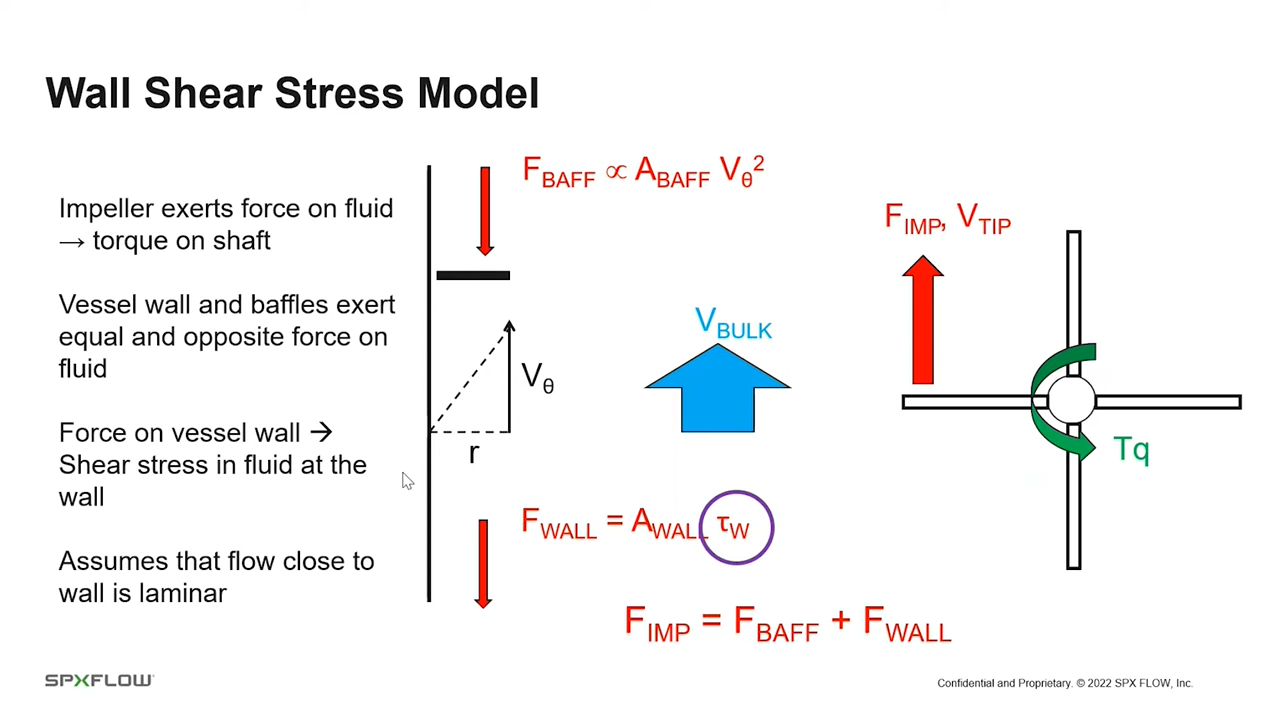 Wall Shear Stress Model
Impeller exerts force on fluid
→ torque on shaft
Vessel wall and baffles exert
equal and opposite force on
fluid
Force on vessel wall →
Shear stress in fluid at the
wall
Assumes that flow close to
wall is laminar
F_BAFF ∝ A_BAFF V_θ²
V_θ
r
V_BULK
F_IMP, V_TIP
Tq
F_WALL = A_WALL τ_W
F_IMP = F_BAFF + F_WALL
SPXFLOW
Confidential and Proprietary. © 2022 SPX FLOW, Inc.